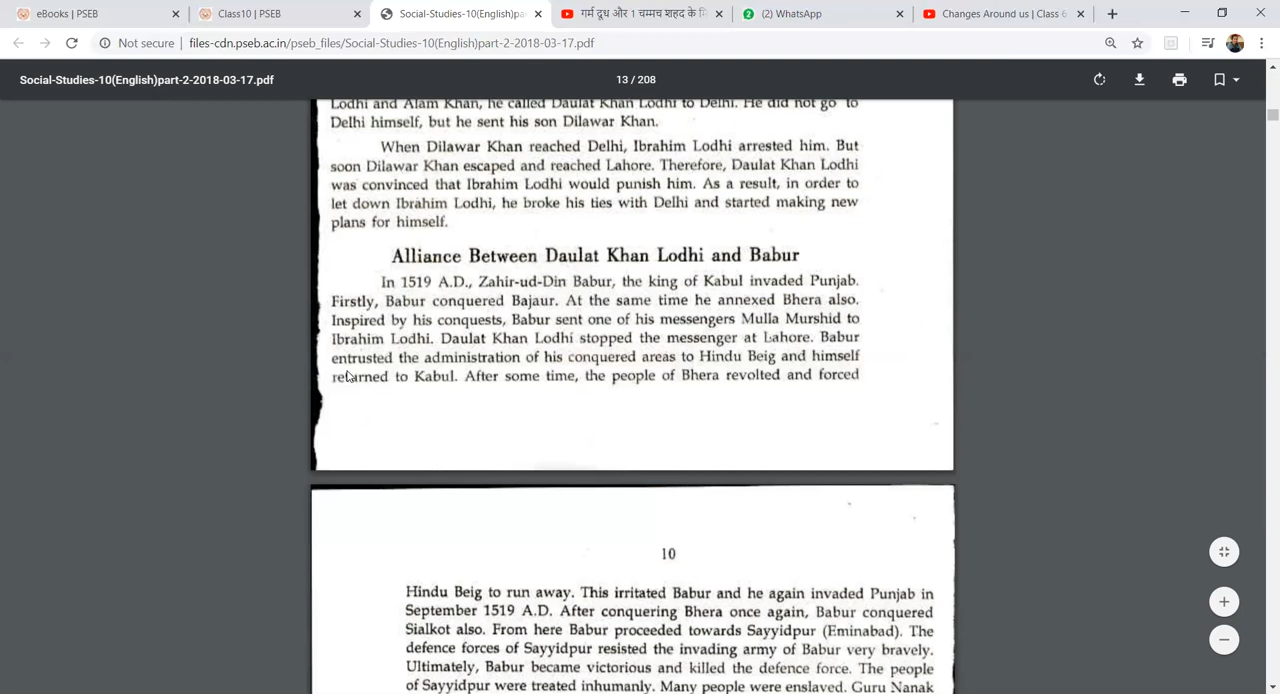 eBooks | PSEB
Class10 | PSEB
Social-Studies-10(English)pa
गर्म दूध और 1 चम्मच शहद के मि
(2) WhatsApp
Changes Around us | Class 6
Not secure | files-cdn.pseb.ac.in/pseb_files/Social-Studies-10(English)part-2-2018-03-17.pdf
Social-Studies-10(English)part-2-2018-03-17.pdf
13 / 208
Lodhi and Alam Khan, he called Daulat Khan Lodhi to Delhi. He did not go to
Delhi himself, but he sent his son Dilawar Khan.
When Dilawar Khan reached Delhi, Ibrahim Lodhi arrested him. But
soon Dilawar Khan escaped and reached Lahore. Therefore, Daulat Khan Lodhi
was convinced that Ibrahim Lodhi would punish him. As a result, in order to
let down Ibrahim Lodhi, he broke his ties with Delhi and started making new
plans for himself.
Alliance Between Daulat Khan Lodhi and Babur
In 1519 A.D., Zahir-ud-Din Babur, the king of Kabul invaded Punjab.
Firstly, Babur conquered Bajaur. At the same time he annexed Bhera also.
Inspired by his conquests, Babur sent one of his messengers Mulla Murshid to
Ibrahim Lodhi. Daulat Khan Lodhi stopped the messenger at Lahore. Babur
entrusted the administration of his conquered areas to Hindu Beig and himself
returned to Kabul. After some time, the people of Bhera revolted and forced
10
Hindu Beig to run away. This irritated Babur and he again invaded Punjab in
September 1519 A.D. After conquering Bhera once again, Babur conquered
Sialkot also. From here Babur proceeded towards Sayyidpur (Eminabad). The
defence forces of Sayyidpur resisted the invading army of Babur very bravely.
Ultimately, Babur became victorious and killed the defence force. The people
of Sayyidpur were treated inhumanly. Many people were enslaved. Guru Nanak